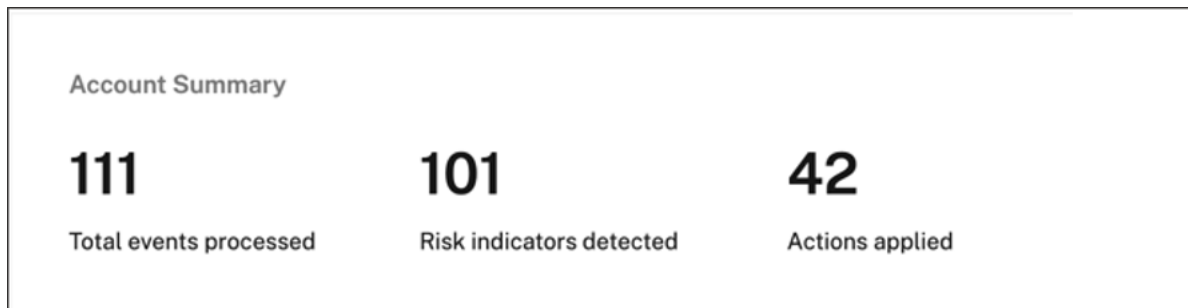 Account Summary
111
101
42
Total events processed
Risk indicators detected
Actions applied